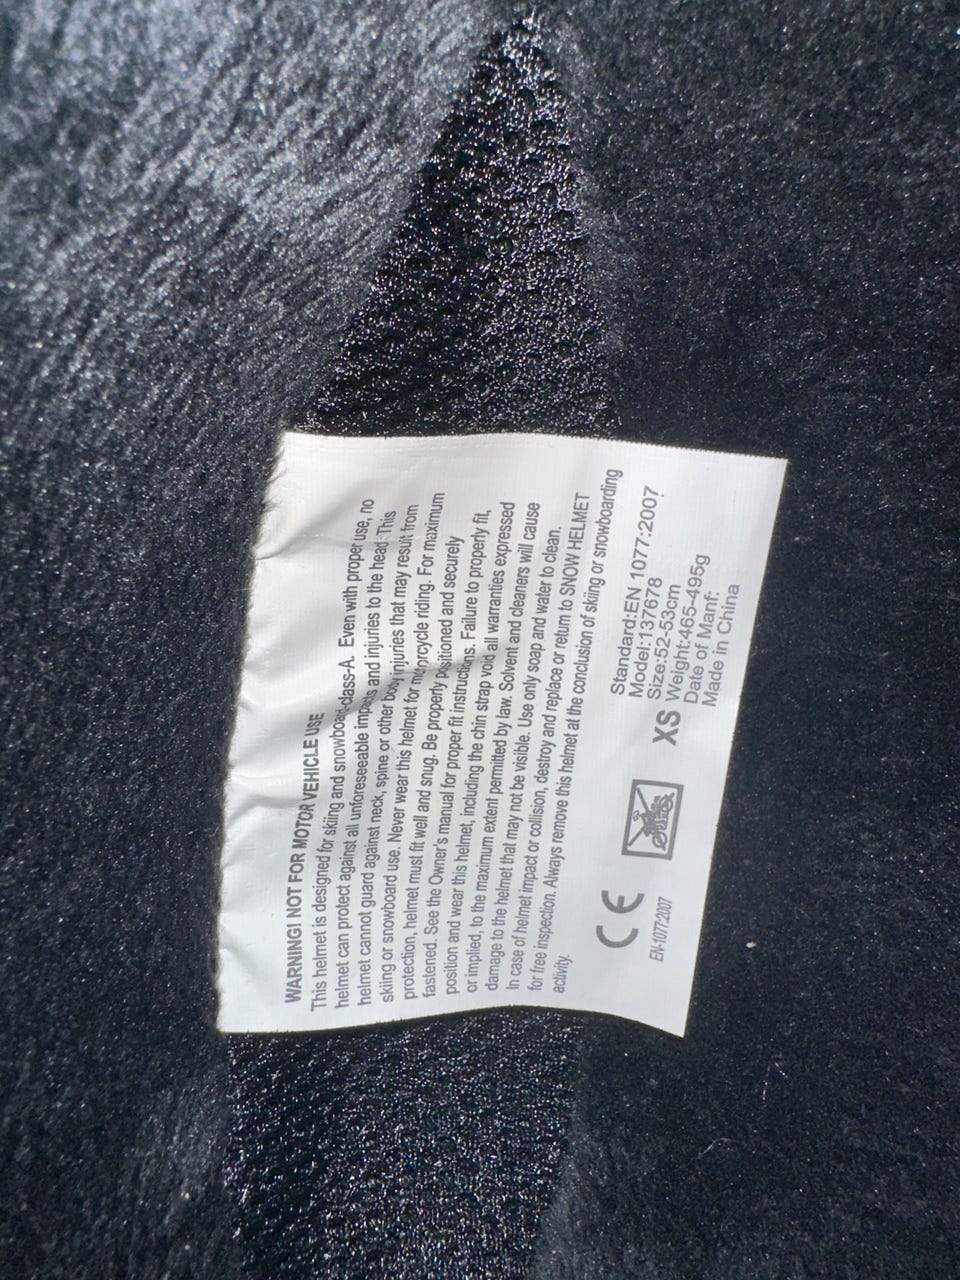 WARNING! NOT FOR MOTOR VEHICLE USE
This helmet is designed for skiing and snowboard-class-A. Even with proper use, no
helmet can protect against all unforeseeable impacts and injuries to the head. This
helmet cannot guard against neck, spine or other body injuries that may result from
skiing or snowboard use. Never wear this helmet for motorcycle riding. For maximum
protection, helmet must fit well and snug. Be properly positioned and securely
fastened. See the Owner's manual for proper fit instructions. Failure to properly fit,
position and wear this helmet, including the chin strap void all warranties expressed
or implied, to the maximum extent permitted by law. Solvent and cleaners will cause
damage to the helmet that may not be visible. Use only soap and water to clean.
In case of helmet impact or collision, destroy and replace or return to SNOW HELMET
for free inspection. Always remove this helmet at the conclusion of skiing or snowboarding
activity.
CE
EN-1077:2007
XS
Standard:EN 1077:2007
Model:137678
Size:52-53cm
Weight:465-495g
Date of Manf:
Made in China